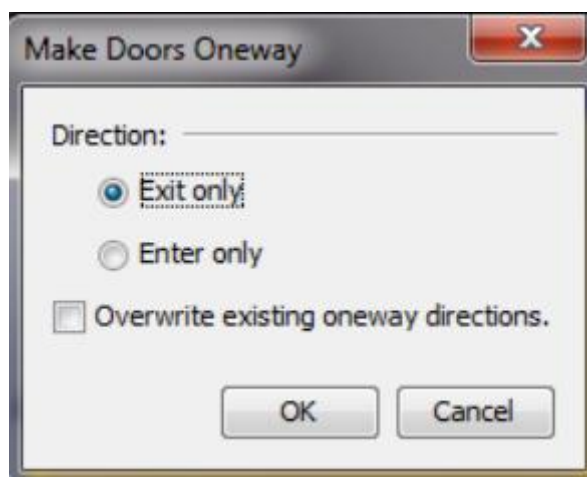 Make Doors Oneway
Direction:
Exit only
Enter only
Overwrite existing oneway directions.
OK Cancel